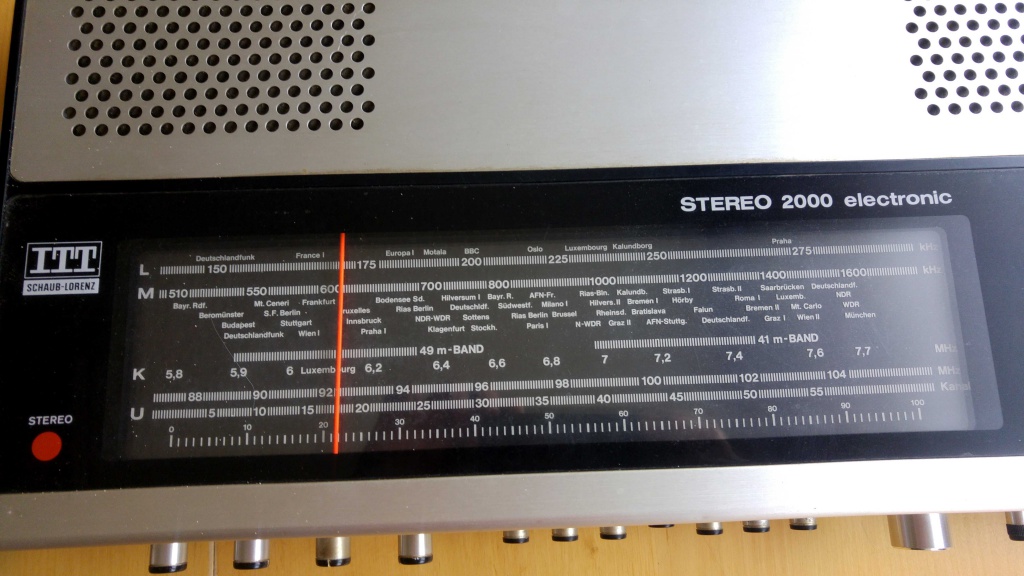 STEREO 2000 electronic
ITT
SCHAUB-LORENZ
Deutschlandfunk France I Europa I Motala BBC Oslo Luxembourg Kalundborg Praha
L 150 175 200 225 250 275 kHz
M 510 550 600 700 800 1000 1200 1400 1600 kHz
Bayr. Rdf. Mt. Ceneri Frankfurt Bodensee Sd. Hilversum I Bayr. R. AFN-Fr. Rias-Bln. Kalundb. Strasb. I Strasb. II Saarbrücken Deutschlandf.
Beromünster S.F. Berlin Rias Berlin Deutschldf. Südwestf. Milano I Hilvers. II Bremen I Hörby Roma I Luxemb. NDR
Budapest Stuttgart Innsbruck NDR-WDR Sottens Rias Berlin Brussel Rheinsd. Bratislava Falun Bremen II Mt. Carlo WDR
Deutschlandfunk Wien I Praha I Klagenfurt Stockh. Paris I N-WDR Graz II AFN-Stuttg. Deutschlandf. Graz I Wien II München
49 m-BAND 41 m-BAND
K 5,8 5,9 6 Luxembourg 6,2 6,4 6,6 6,8 7 7,2 7,4 7,6 7,7 MHz
88 90 92 94 96 98 100 102 104 MHz
U 5 10 15 20 25 30 35 40 45 50 55 Kanal
0 10 20 30 40 50 60 70 80 90 100
STEREO